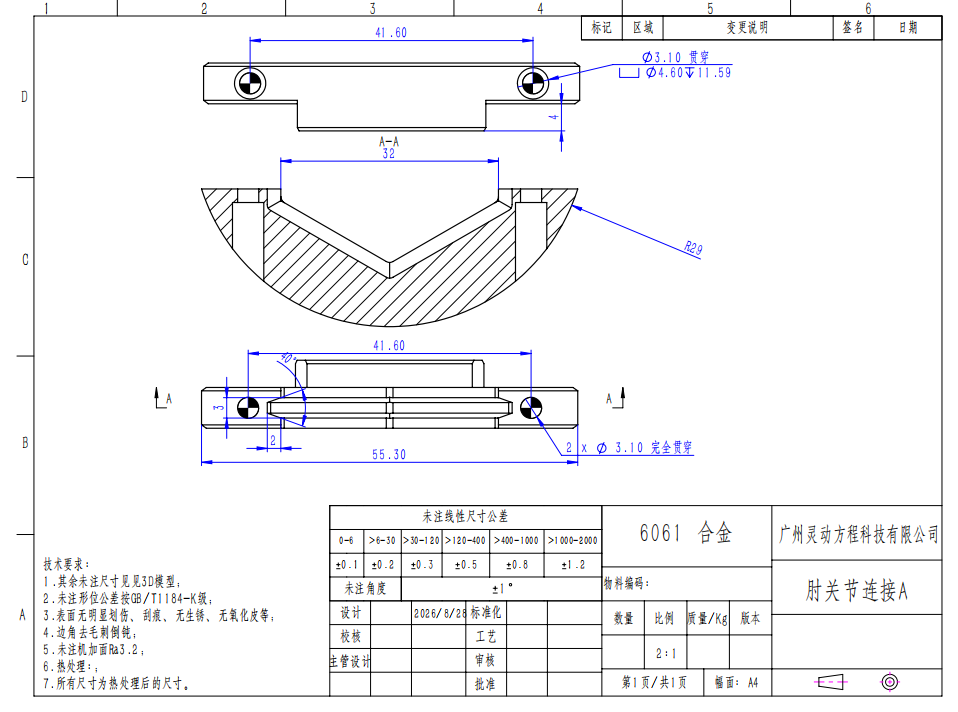 1 2 3 4 5 6
标记 区域 变更说明 签名 日期
41.60
Ø3.10 贯穿
⌴ Ø4.60↧11.59
D
4
A-A
32
C
R29
41.60
40°
A A
3
B
2
2 x Ø 3.10 完全贯穿
55.30
未注线性尺寸公差
0-6 >6-30 >30-120 >120-400 >400-1000 >1000-2000
±0.1 ±0.2 ±0.3 ±0.5 ±0.8 ±1.2
未注角度 ±1°
设计 2026/8/28 标准化
校核 工艺
主管设计 审核
批准
6061 合金
广州灵动方程科技有限公司
物料编码:
肘关节连接A
数量 比例 质量/Kg 版本
2:1
第1页/共1页 幅面: A4
A
技术要求:
1.其余未注尺寸见见3D模型;
2.未注形位公差按GB/T1184-K级;
3.表面无明显划伤、刮痕、无生锈、无氧化皮等;
4.边角去毛刺倒钝;
5.未注机加面Ra3.2;
6.热处理:;
7.所有尺寸为热处理后的尺寸。